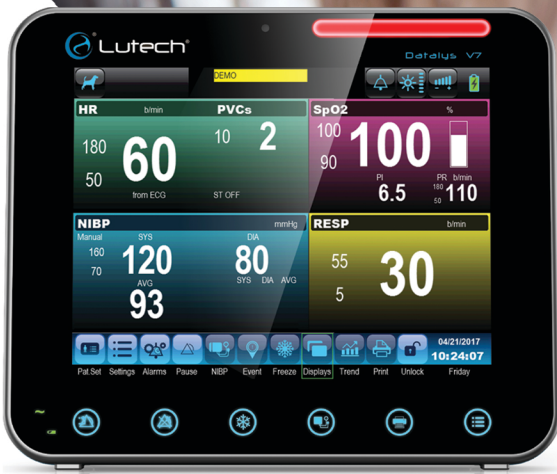 Lutech
Datalys V7
DEMO
HR b/min PVCs
180
50
60
10
2
from ECG
ST OFF
SpO2 %
100
90
100
PI
6.5
PR b/min
180
50
110
NIBP mmHg
Manual
160
70
SYS
120
AVG
93
DIA
80
SYS DIA AVG
RESP b/min
55
5
30
04/21/2017
10:24:07
Pat.Set Settings Alarms Pause NIBP Event Freeze Displays Trend Print Unlock Friday